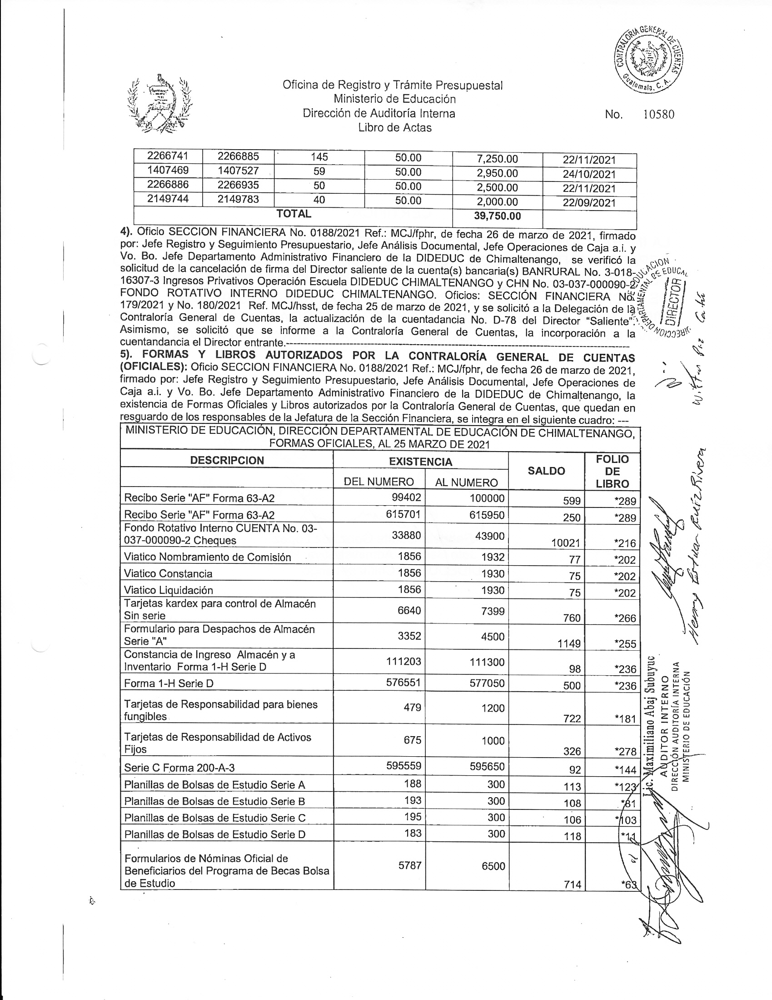 CONTRALORIA GENERAL DE CUENTAS
Guatemala, C. A.
Oficina de Registro y Trámite Presupuestal
Ministerio de Educación
Dirección de Auditoría Interna
Libro de Actas
No. 10580
2266741 2266885 145 50.00 7,250.00 22/11/2021
1407469 1407527 59 50.00 2,950.00 24/10/2021
2266886 2266935 50 50.00 2,500.00 22/11/2021
2149744 2149783 40 50.00 2,000.00 22/09/2021
TOTAL 39,750.00
4). Oficio SECCION FINANCIERA No. 0188/2021 Ref.: MCJ/fphr, de fecha 26 de marzo de 2021, firmado
por: Jefe Registro y Seguimiento Presupuestario, Jefe Análisis Documental, Jefe Operaciones de Caja a.i. y
Vo. Bo. Jefe Departamento Administrativo Financiero de la DIDEDUC de Chimaltenango, se verificó la
solicitud de la cancelación de firma del Director saliente de la cuenta(s) bancaria(s) BANRURAL No. 3-018-
16307-3 Ingresos Privativos Operación Escuela DIDEDUC CHIMALTENANGO y CHN No. 03-037-000090-2
FONDO ROTATIVO INTERNO DIDEDUC CHIMALTENANGO. Oficios: SECCIÓN FINANCIERA No.
179/2021 y No. 180/2021 Ref. MCJ/hsst, de fecha 25 de marzo de 2021, y se solicitó a la Delegación de la
Contraloría General de Cuentas, la actualización de la cuentadancia No. D-78 del Director “Saliente”.
Asimismo, se solicitó que se informe a la Contraloría General de Cuentas, la incorporación a la
cuentandancia el Director entrante.-----------------------------------------------------------------------------------------
5). FORMAS Y LIBROS AUTORIZADOS POR LA CONTRALORÍA GENERAL DE CUENTAS
(OFICIALES): Oficio SECCION FINANCIERA No. 0188/2021 Ref.: MCJ/fphr, de fecha 26 de marzo de 2021,
firmado por: Jefe Registro y Seguimiento Presupuestario, Jefe Análisis Documental, Jefe Operaciones de
Caja a.i. y Vo. Bo. Jefe Departamento Administrativo Financiero de la DIDEDUC de Chimaltenango, la
existencia de Formas Oficiales y Libros autorizados por la Contraloría General de Cuentas, que quedan en
resguardo de los responsables de la Jefatura de la Sección Financiera, se integra en el siguiente cuadro: ---
MINISTERIO DE EDUCACIÓN, DIRECCIÓN DEPARTAMENTAL DE EDUCACIÓN DE CHIMALTENANGO,
FORMAS OFICIALES, AL 25 MARZO DE 2021
DESCRIPCION EXISTENCIA SALDO FOLIO DE LIBRO
DEL NUMERO AL NUMERO
Recibo Serie "AF" Forma 63-A2 99402 100000 599 *289
Recibo Serie "AF" Forma 63-A2 615701 615950 250 *289
Fondo Rotativo Interno CUENTA No. 03-
037-000090-2 Cheques 33880 43900 10021 *216
Viatico Nombramiento de Comisión 1856 1932 77 *202
Viatico Constancia 1856 1930 75 *202
Viatico Liquidación 1856 1930 75 *202
Tarjetas kardex para control de Almacén
Sin serie 6640 7399 760 *266
Formulario para Despachos de Almacén
Serie "A" 3352 4500 1149 *255
Constancia de Ingreso Almacén y a
Inventario Forma 1-H Serie D 111203 111300 98 *236
Forma 1-H Serie D 576551 577050 500 *236
Tarjetas de Responsabilidad para bienes
fungibles 479 1200 722 *181
Tarjetas de Responsabilidad de Activos
Fijos 675 1000 326 *278
Serie C Forma 200-A-3 595559 595650 92 *144
Planillas de Bolsas de Estudio Serie A 188 300 113 *123
Planillas de Bolsas de Estudio Serie B 193 300 108 *81
Planillas de Bolsas de Estudio Serie C 195 300 106 *103
Planillas de Bolsas de Estudio Serie D 183 300 118 *11
Formularios de Nóminas Oficial de
Beneficiarios del Programa de Becas Bolsa
de Estudio 5787 6500 714 *63
DIRECCION DEPARTAMENTAL DE EDUCA
DIRECTOR
Ruíz Rivera
Lic. Maximiliano Abaj Subuyuc
AUDITOR INTERNO
DIRECCIÓN AUDITORÍA INTERNA
MINISTERIO DE EDUCACIÓN